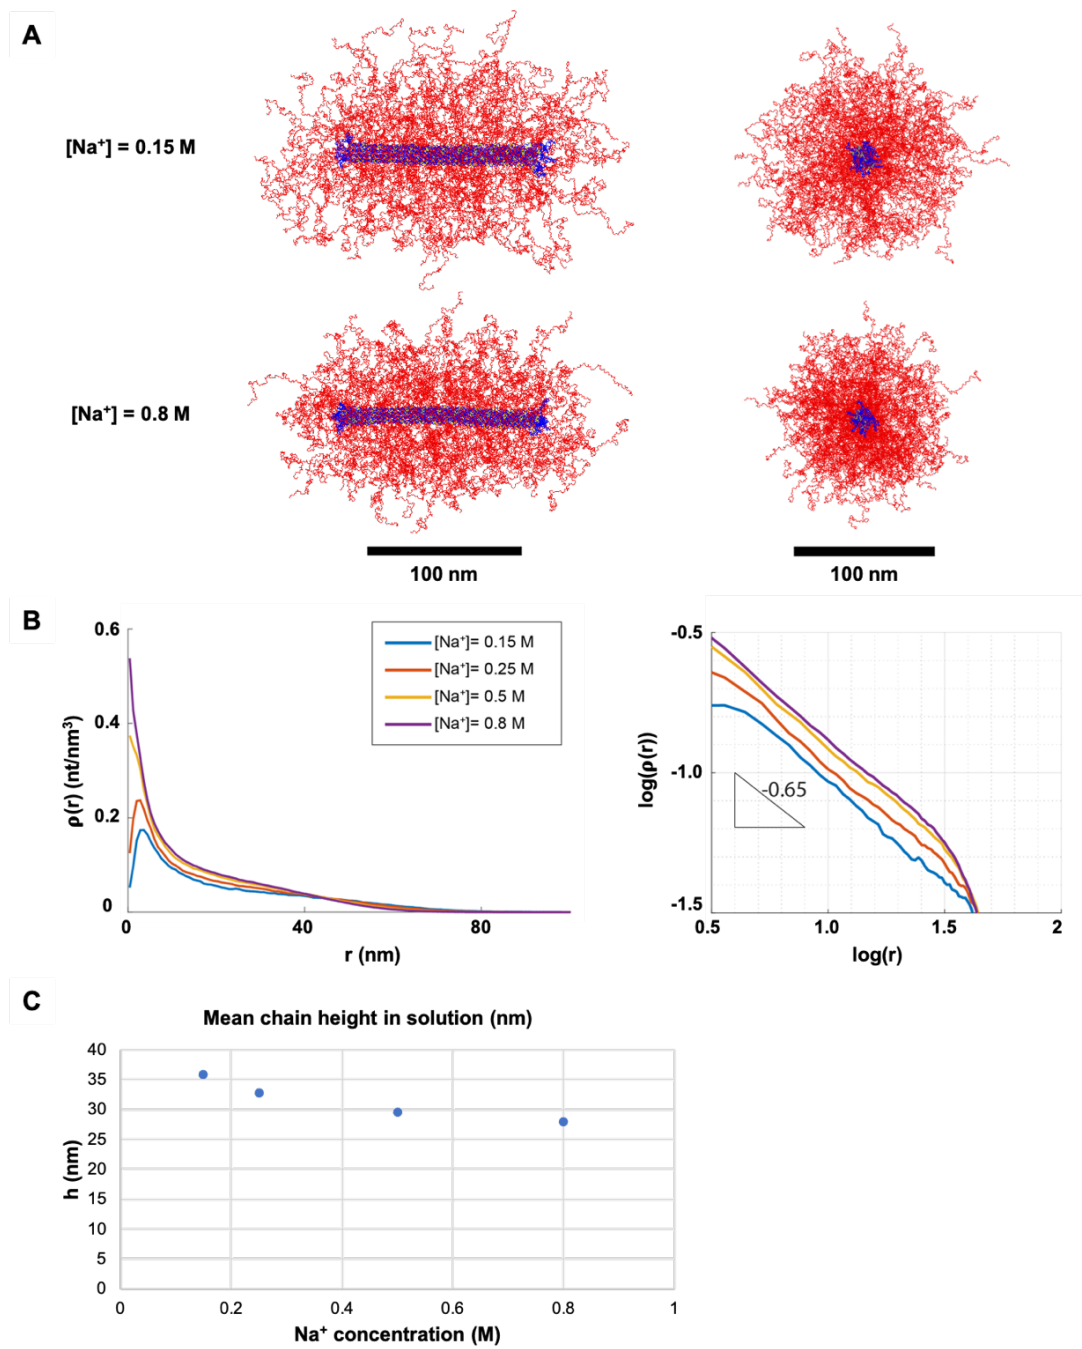 A
[Na⁺] = 0.15 M
[Na⁺] = 0.8 M
100 nm
100 nm
B
0.6
0.4
0.2
0
ρ(r) (nt/nm³)
0
40
80
r (nm)
[Na⁺]= 0.15 M
[Na⁺]= 0.25 M
[Na⁺]= 0.5 M
[Na⁺]= 0.8 M
-0.5
-1.0
-1.5
log(ρ(r))
-0.65
0.5
1.0
1.5
2
log(r)
C
Mean chain height in solution (nm)
40
35
30
25
20
15
10
5
0
h (nm)
0
0.2
0.4
0.6
0.8
1
Na⁺ concentration (M)